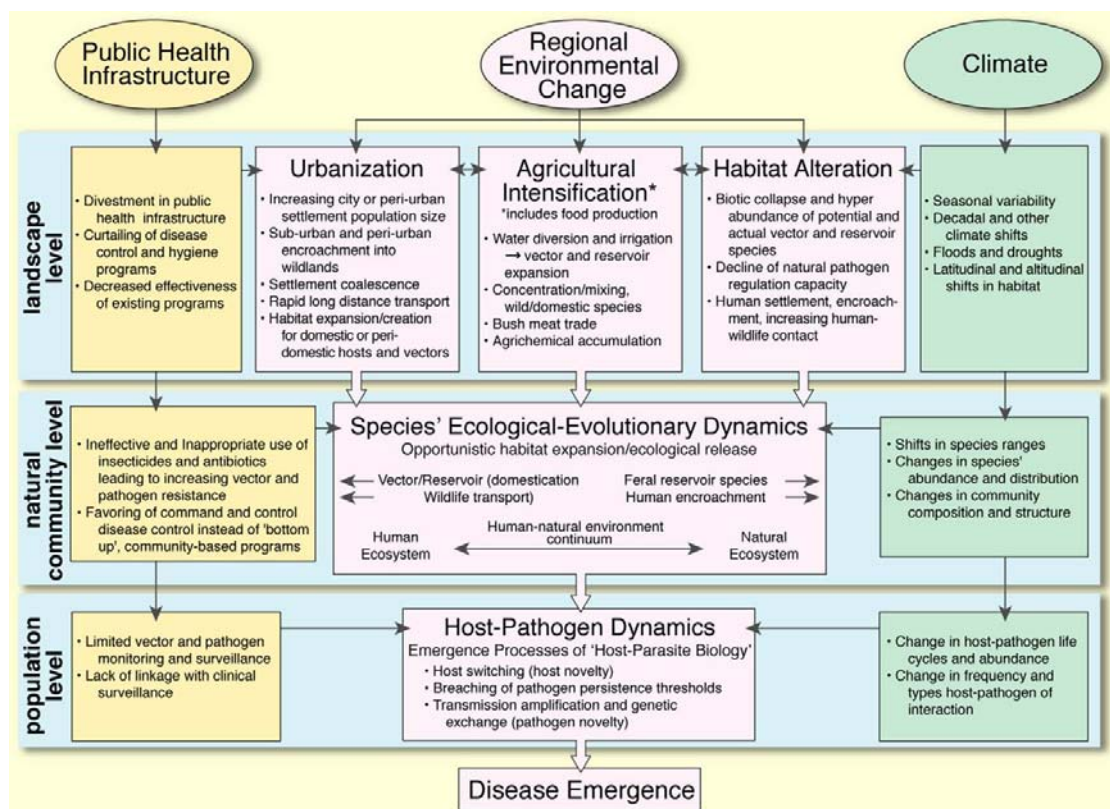 Public Health
Infrastructure
Regional
Environmental
Change
Climate
landscape
level
• Divestment in public
health infrastructure
• Curtailing of disease
control and hygiene
programs
• Decreased effectiveness
of existing programs
Urbanization
• Increasing city or peri-urban
settlement population size
• Sub-urban and peri-urban
encroachment into
wildlands
• Settlement coalescence
• Rapid long distance transport
• Habitat expansion/creation
for domestic or peri-
domestic hosts and vectors
Agricultural
Intensification*
*includes food production
• Water diversion and irrigation
→ vector and reservoir
expansion
• Concentration/mixing,
wild/domestic species
• Bush meat trade
• Agrichemical accumulation
Habitat Alteration
• Biotic collapse and hyper
abundance of potential and
actual vector and reservoir
species
• Decline of natural pathogen
regulation capacity
• Human settlement, encroach-
ment, increasing human-
wildlife contact
• Seasonal variability
• Decadal and other
climate shifts
• Floods and droughts
• Latitudinal and altitudinal
shifts in habitat
natural
community level
• Ineffective and Inappropriate use of
insecticides and antibiotics
leading to increasing vector and
pathogen resistance
• Favoring of command and control
disease control instead of 'bottom
up', community-based programs
Species' Ecological-Evolutionary Dynamics
Opportunistic habitat expansion/ecological release
Vector/Reservoir (domestication
Wildlife transport)
Feral reservoir species
Human encroachment
Human-natural environment
continuum
Human
Ecosystem
Natural
Ecosystem
• Shifts in species ranges
• Changes in species'
abundance and distribution
• Changes in community
composition and structure
population
level
• Limited vector and pathogen
monitoring and surveillance
• Lack of linkage with clinical
surveillance
Host-Pathogen Dynamics
Emergence Processes of 'Host-Parasite Biology'
• Host switching (host novelty)
• Breaching of pathogen persistence thresholds
• Transmission amplification and genetic
exchange (pathogen novelty)
• Change in host-pathogen life
cycles and abundance
• Change in frequency and
types host-pathogen of
interaction
Disease Emergence